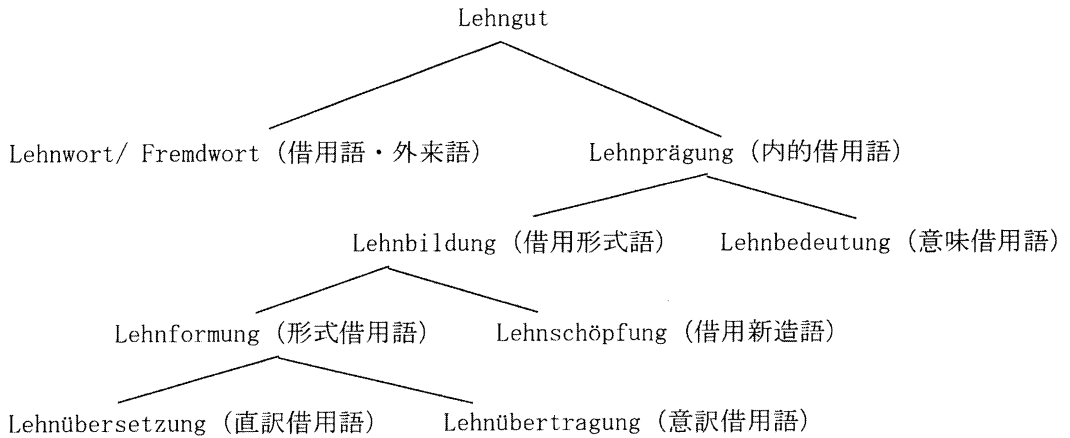 Lehngut
Lehnwort/ Fremdwort (借用語・外来語)
Lehnprägung (内的借用語)
Lehnbildung (借用形式語)
Lehnbedeutung (意味借用語)
Lehnformung (形式借用語)
Lehnschöpfung (借用新造語)
Lehnübersetzung (直訳借用語)
Lehnübertragung (意訳借用語)